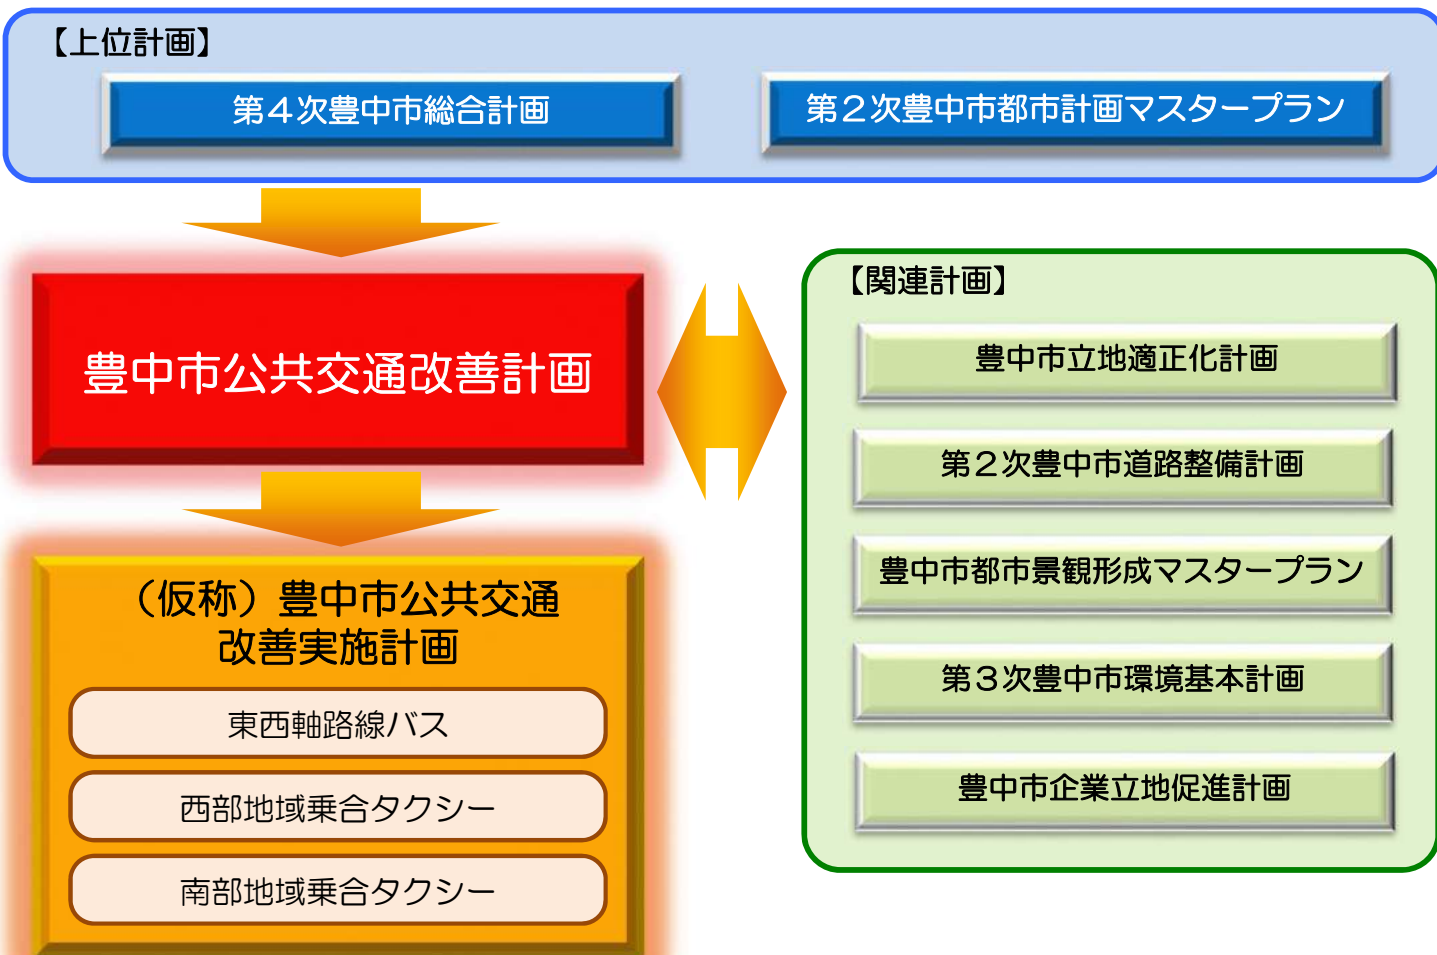 【上位計画】
第４次豊中市総合計画
第２次豊中市都市計画マスタープラン
豊中市公共交通改善計画
（仮称）豊中市公共交通
改善実施計画
東西軸路線バス
西部地域乗合タクシー
南部地域乗合タクシー
【関連計画】
豊中市立地適正化計画
第２次豊中市道路整備計画
豊中市都市景観形成マスタープラン
第３次豊中市環境基本計画
豊中市企業立地促進計画